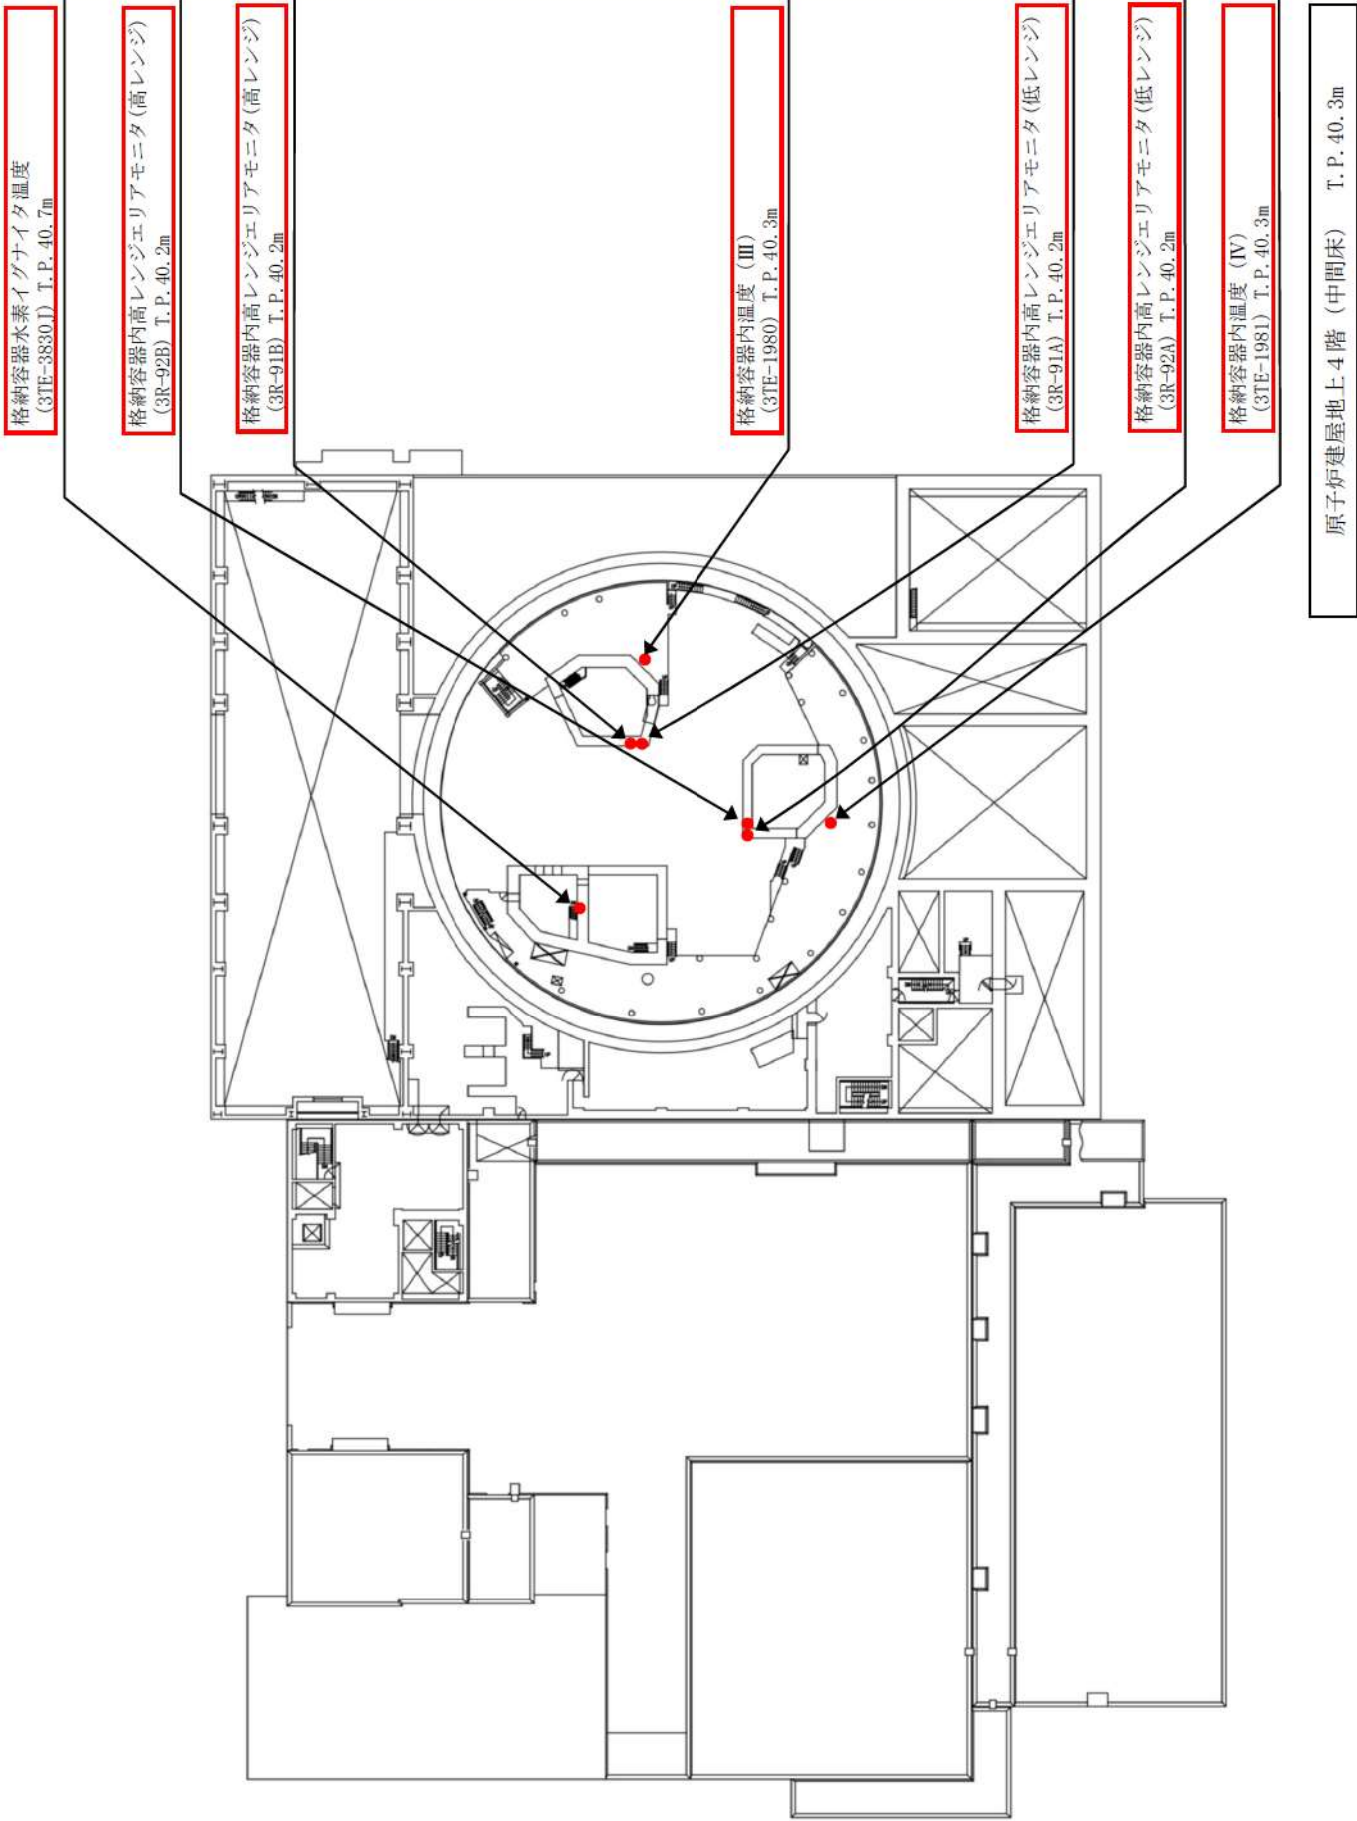 格納容器水素イグナイタ温度
(3TE-3830J) T.P.40.7m
格納容器内高レンジエリアモニタ(高レンジ)
(3R-92B) T.P.40.2m
格納容器内高レンジエリアモニタ(高レンジ)
(3R-91B) T.P.40.2m
格納容器内温度（Ⅲ）
(3TE-1980) T.P.40.3m
格納容器内高レンジエリアモニタ(低レンジ)
(3R-91A) T.P.40.2m
格納容器内高レンジエリアモニタ(低レンジ)
(3R-92A) T.P.40.2m
格納容器内温度（Ⅳ）
(3TE-1981) T.P.40.3m
原子炉建屋地上４階（中間床）　T.P.40.3m